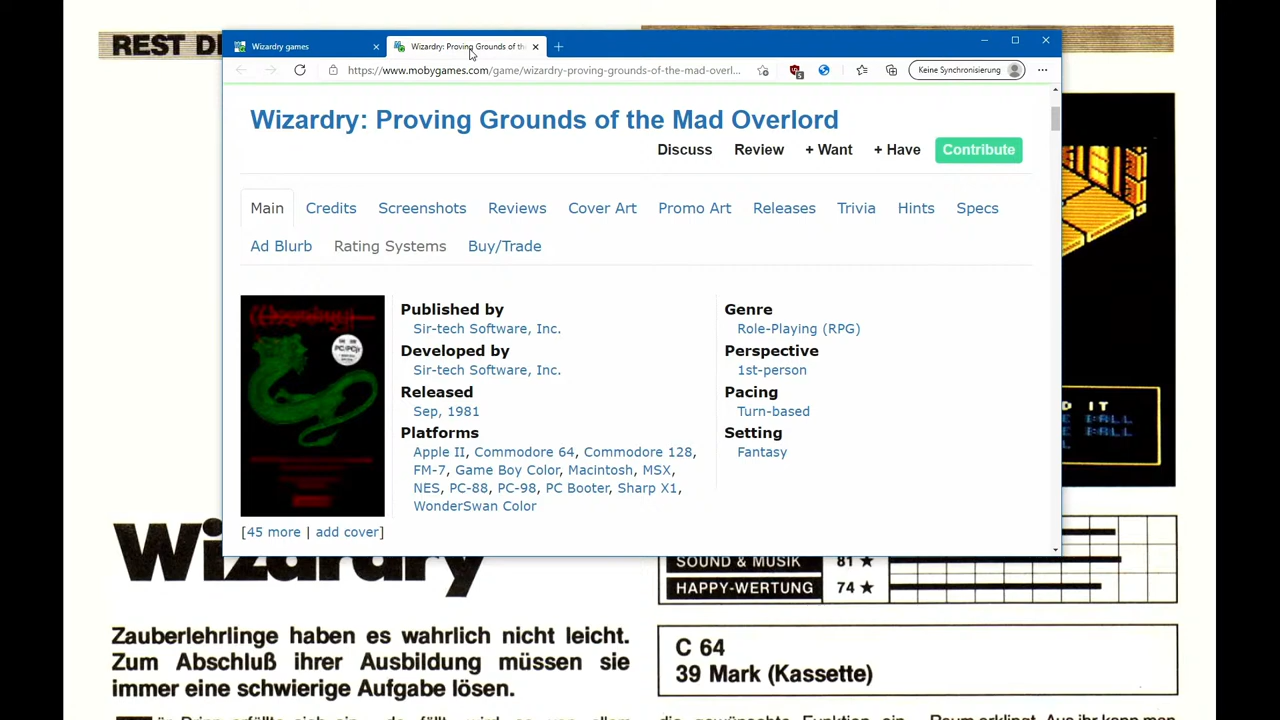 REST D
Wizardry games
Wizardry: Proving Grounds of th
https://www.mobygames.com/game/wizardry-proving-grounds-of-the-mad-overl...
5
Keine Synchronisierung
Wizardry: Proving Grounds of the Mad Overlord
Discuss Review + Want + Have Contribute
Main Credits Screenshots Reviews Cover Art Promo Art Releases Trivia Hints Specs
Ad Blurb Rating Systems Buy/Trade
Published by
Sir-tech Software, Inc.
Developed by
Sir-tech Software, Inc.
Released
Sep, 1981
Platforms
Apple II, Commodore 64, Commodore 128,
FM-7, Game Boy Color, Macintosh, MSX,
NES, PC-88, PC-98, PC Booter, Sharp X1,
WonderSwan Color
Genre
Role-Playing (RPG)
Perspective
1st-person
Pacing
Turn-based
Setting
Fantasy
Wizardry
PC/PCjr
[45 more | add cover]
D IT
BALL
BALL
Wizardry
SOUND & MUSIK 81 ★
HAPPY-WERTUNG 74 ★
Zauberlehrlinge haben es wahrlich nicht leicht.
Zum Abschluß ihrer Ausbildung müssen sie
immer eine schwierige Aufgabe lösen.
C 64
39 Mark (Kassette)